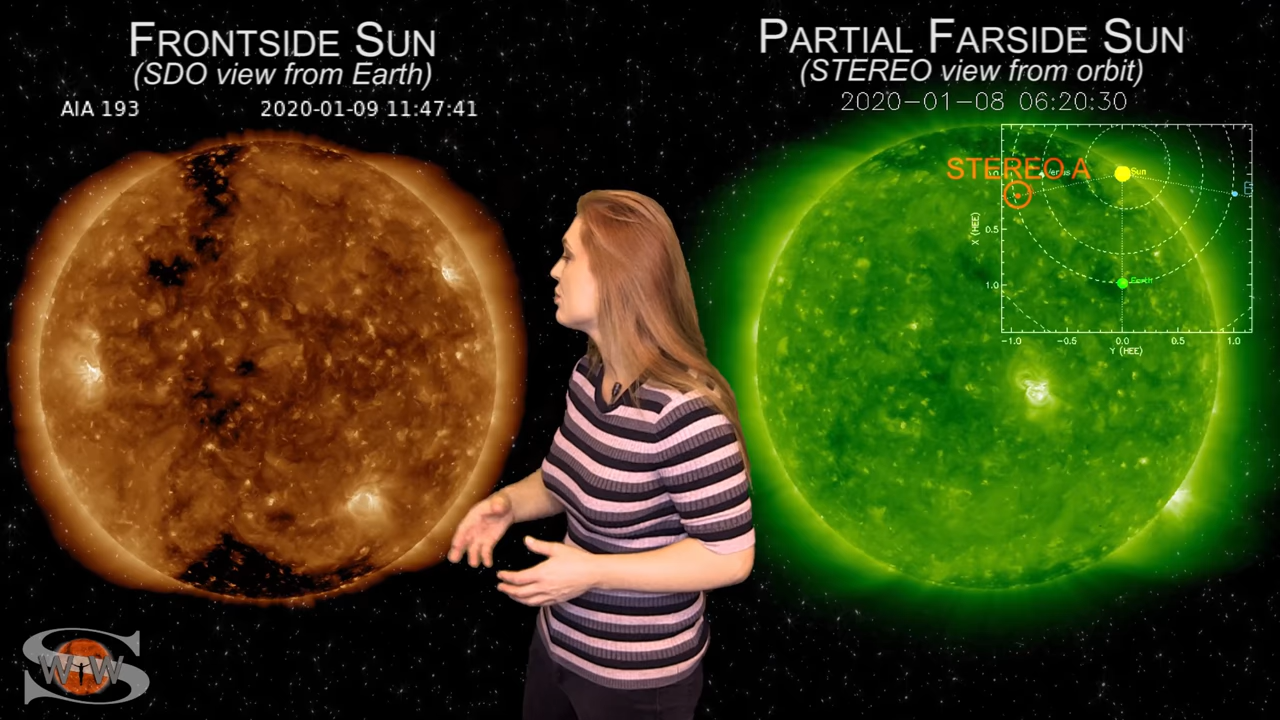 FRONTSIDE SUN
(SDO view from Earth)
AIA 193
2020-01-09 11:47:41
PARTIAL FARSIDE SUN
(STEREO view from orbit)
2020-01-08 06:20:30
STEREO A
Sun
E
X (HEE)
0.5
1.0
Earth
-1.0
-0.5
0.0
0.5
1.0
Y (HEE)
S
WTW